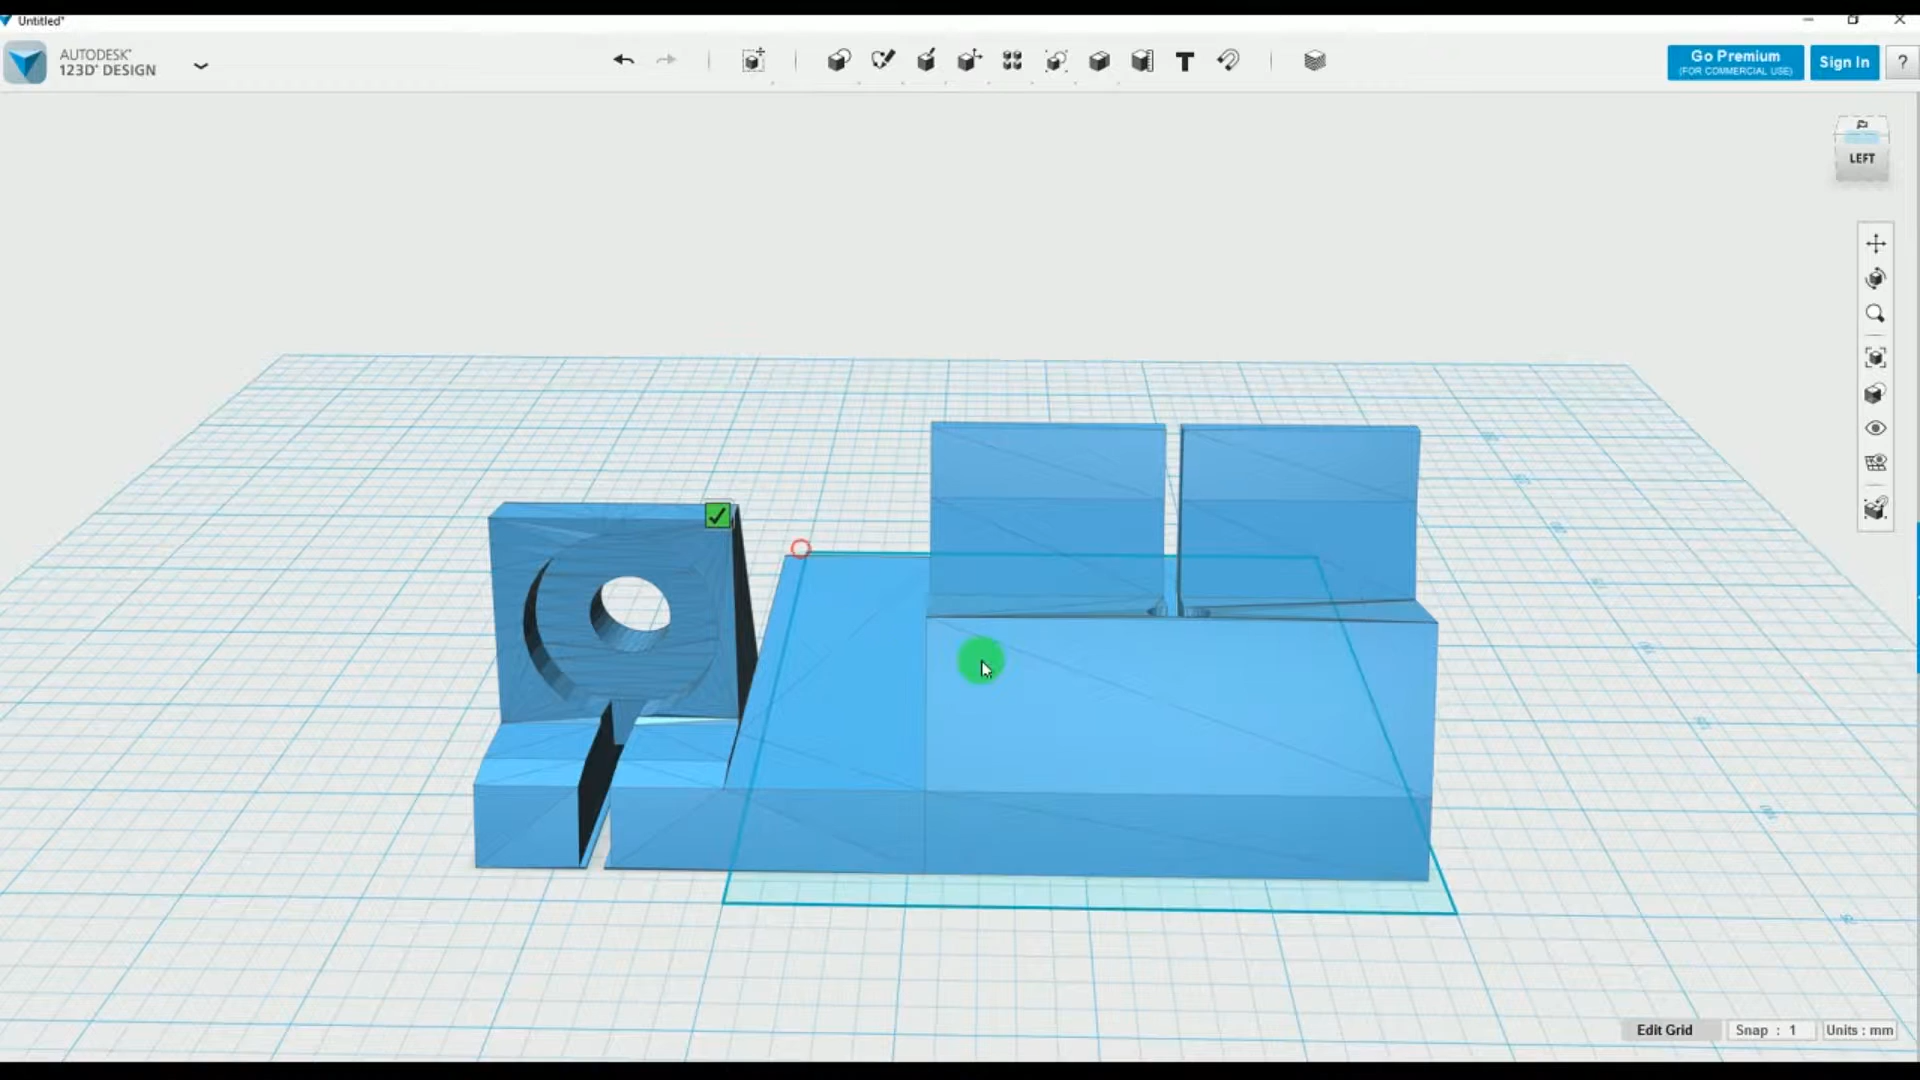 Untitled*
AUTODESK®
123D® DESIGN
T
Go Premium
(FOR COMMERCIAL USE)
Sign In
?
LEFT
Edit Grid
Snap : 1
Units : mm